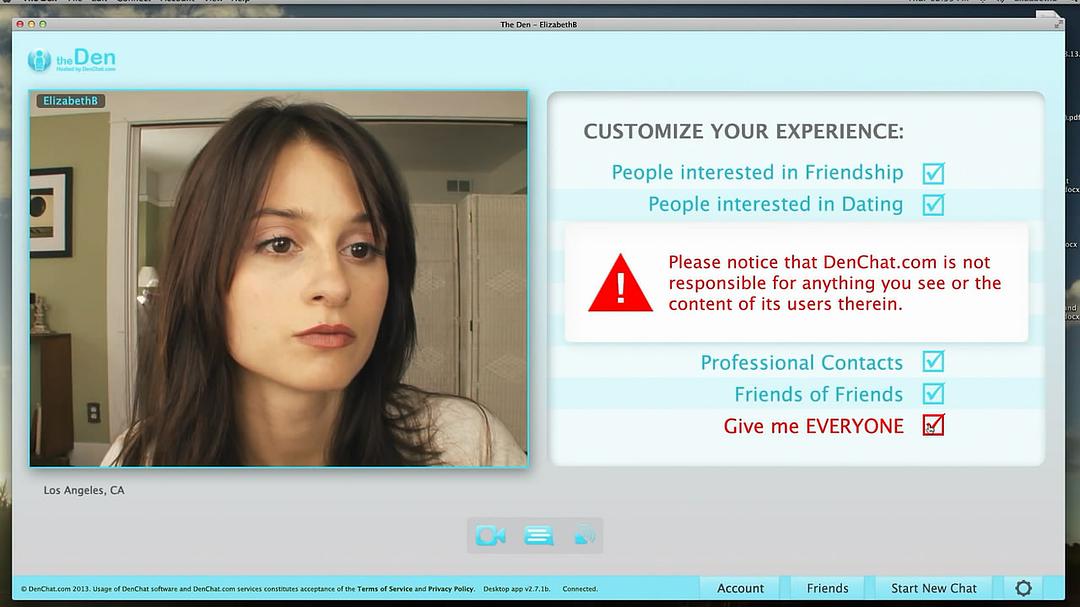 The Den - ElizabethB
theDen
Hosted by DenChat.com
ElizabethB
CUSTOMIZE YOUR EXPERIENCE:
People interested in Friendship
People interested in Dating
Please notice that DenChat.com is not
responsible for anything you see or the
content of its users therein.
Professional Contacts
Friends of Friends
Give me EVERYONE
Los Angeles, CA
© DenChat.com 2013. Usage of DenChat software and DenChat.com services constitutes acceptance of the Terms of Service and Privacy Policy. Desktop app v2.7.1b. Connected.
Account
Friends
Start New Chat